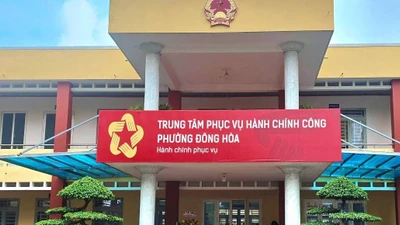 TRUNG TÂM PHỤC VỤ HÀNH CHÍNH CÔNG
PHƯỜNG ĐÔNG HÒA
Hành chính phục vụ